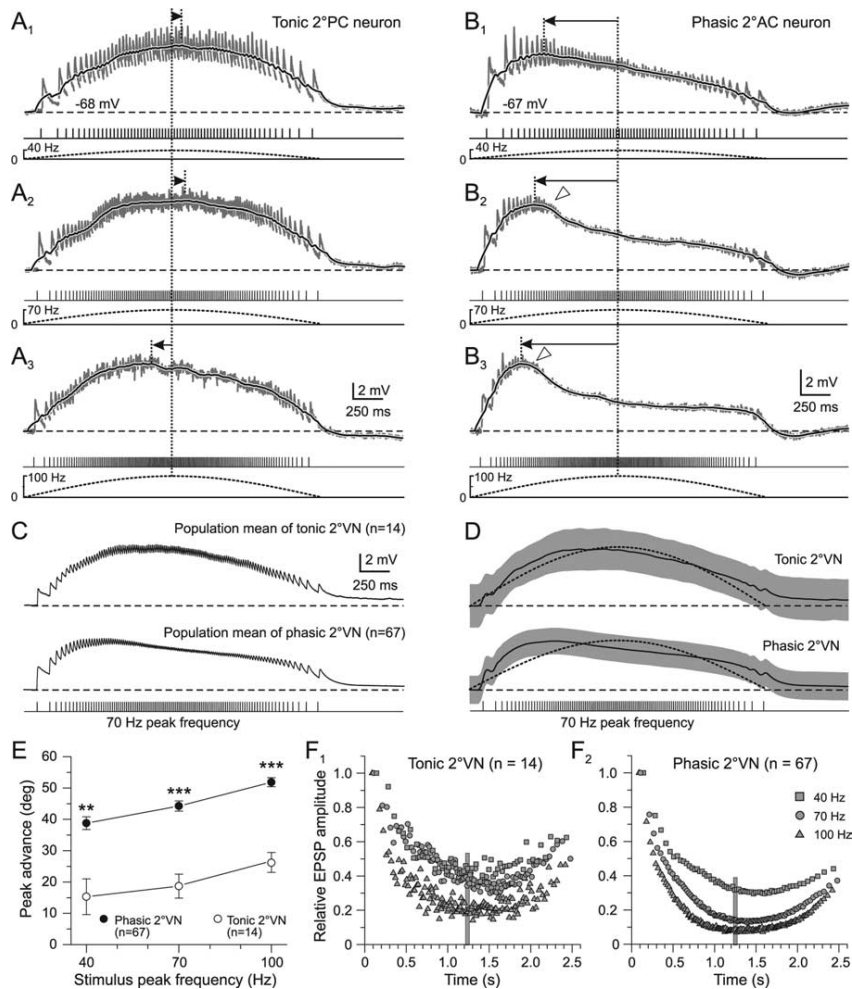 A1 Tonic 2°PC neuron
-68 mV
40 Hz
0
A2
70 Hz
0
A3
2 mV
250 ms
100 Hz
0
B1 Phasic 2°AC neuron
-67 mV
40 Hz
0
B2
70 Hz
0
B3
2 mV
250 ms
100 Hz
0
C
Population mean of tonic 2°VN (n=14)
2 mV
250 ms
Population mean of phasic 2°VN (n=67)
70 Hz peak frequency
D
Tonic 2°VN
Phasic 2°VN
70 Hz peak frequency
E
Peak advance (deg)
60
50
40
30
20
10
0
** *** ***
Phasic 2°VN
(n=67)
Tonic 2°VN
(n=14)
40 70 100
Stimulus peak frequency (Hz)
F1 Tonic 2°VN (n = 14)
Relative EPSP amplitude
1.0
0.8
0.6
0.4
0.2
0
0 0.5 1.0 1.5 2.0 2.5
Time (s)
F2 Phasic 2°VN (n = 67)
40 Hz
70 Hz
100 Hz
1.0
0.8
0.6
0.4
0.2
0
0 0.5 1.0 1.5 2.0 2.5
Time (s)